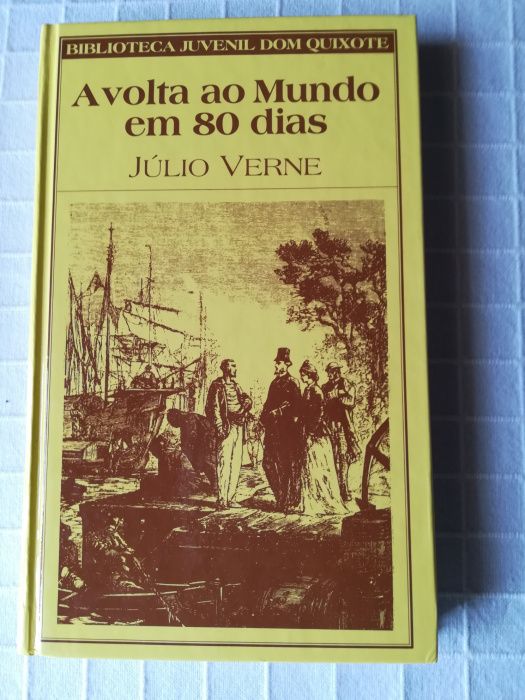 BIBLIOTECA JUVENIL DOM QUIXOTE
A volta ao Mundo
em 80 dias
JÚLIO VERNE